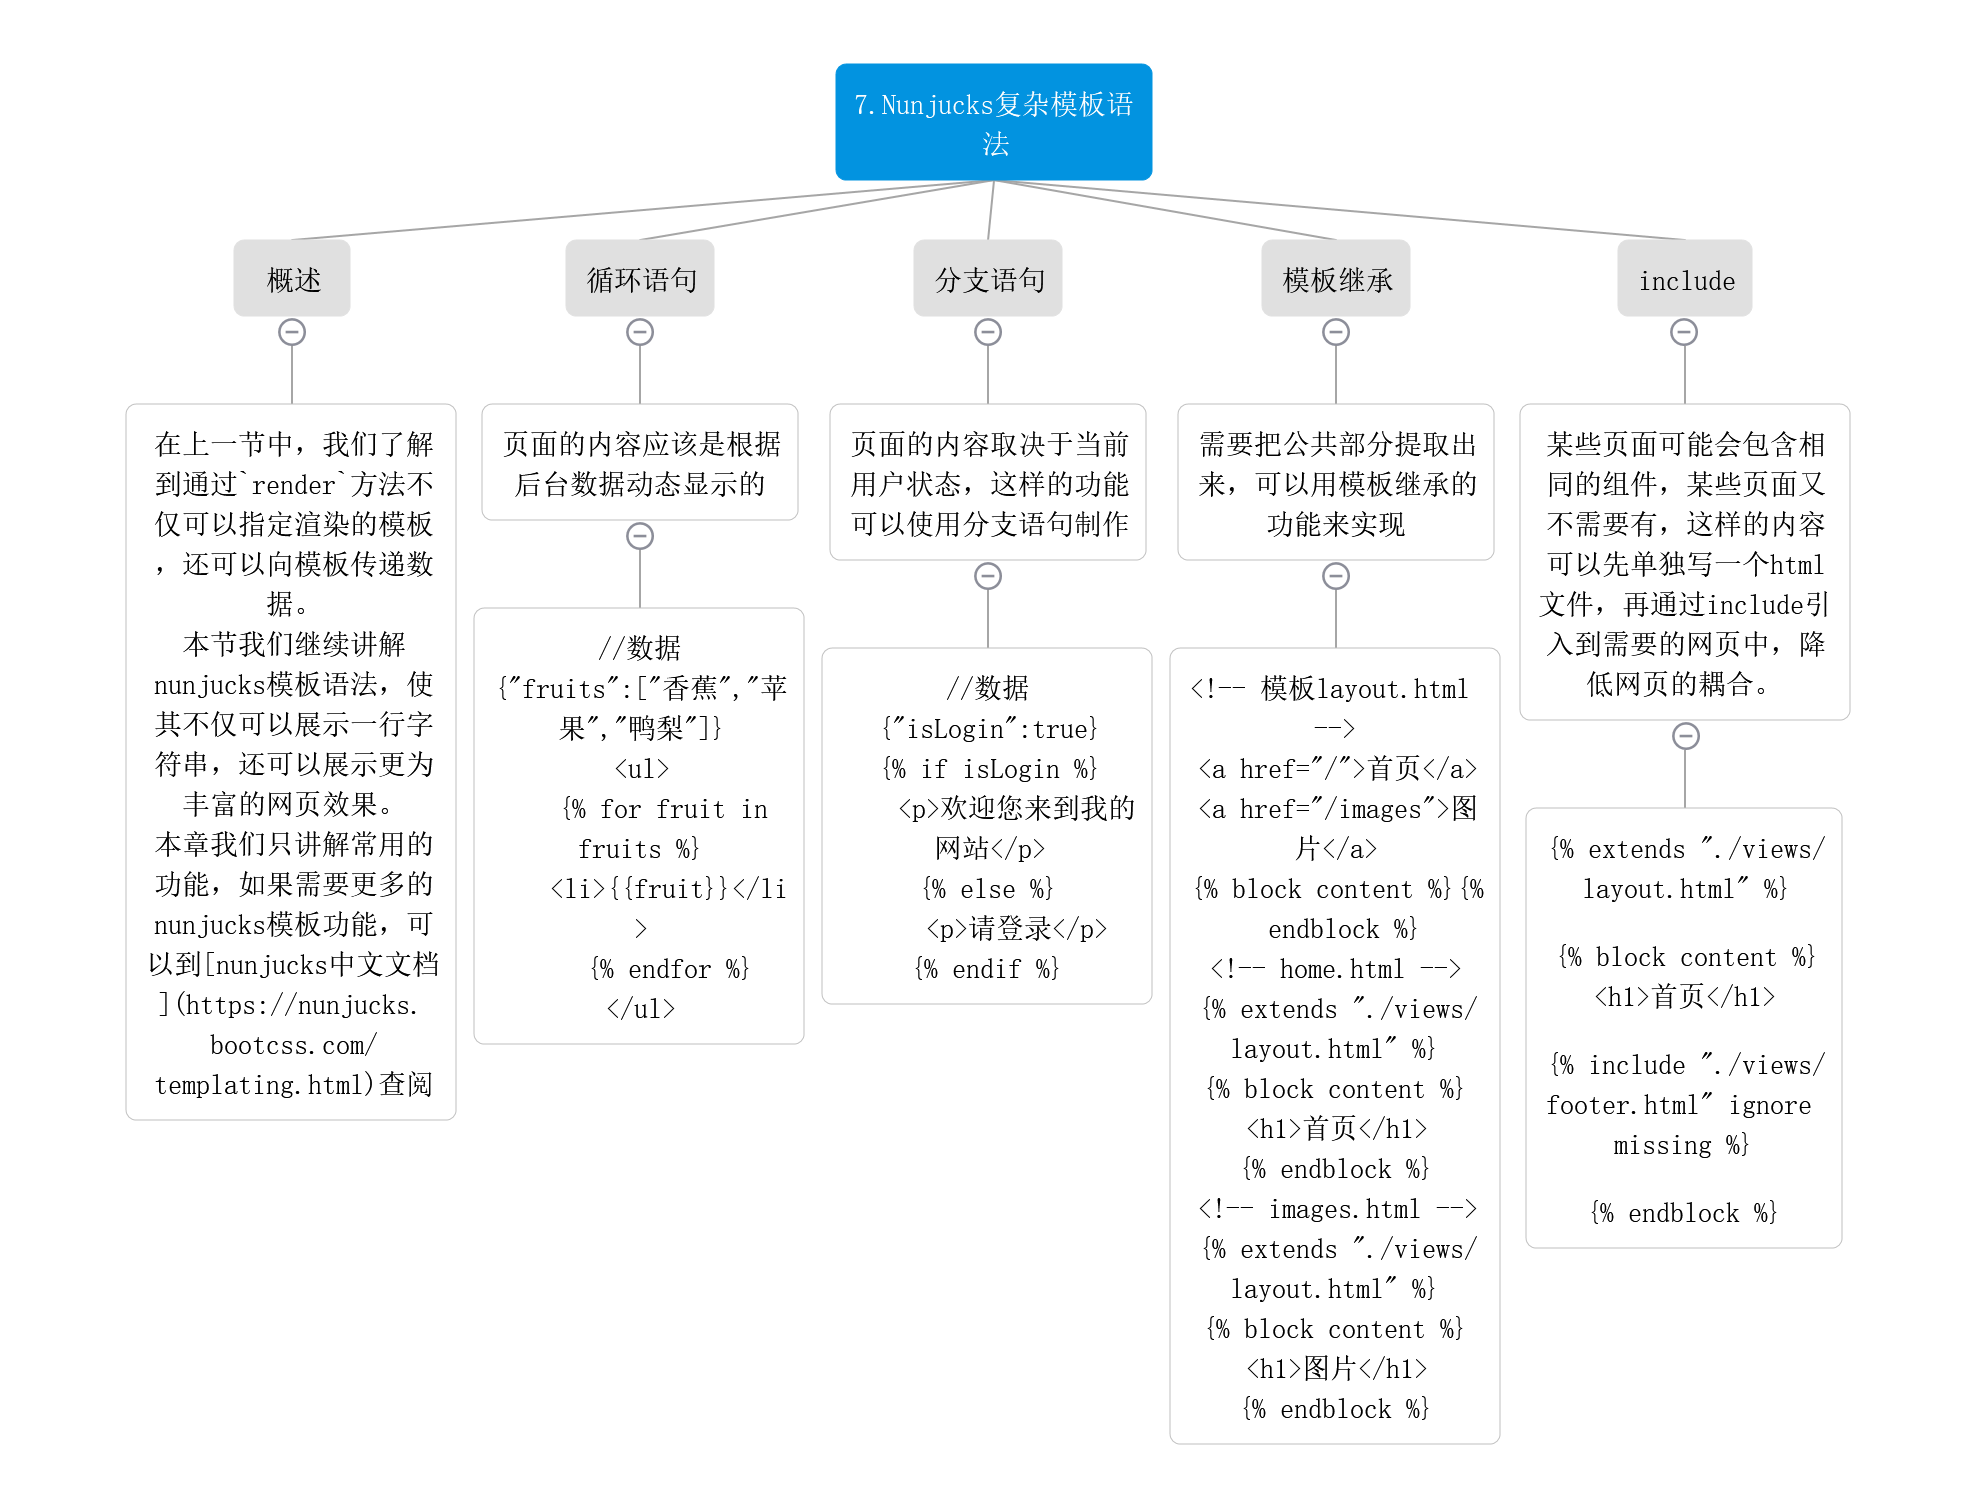 7.Nunjucks复杂模板语
法
概述
循环语句
分支语句
模板继承
include
在上一节中，我们了解
到通过`render`方法不
仅可以指定渲染的模板
，还可以向模板传递数
据。
本节我们继续讲解
nunjucks模板语法，使
其不仅可以展示一行字
符串，还可以展示更为
丰富的网页效果。
本章我们只讲解常用的
功能，如果需要更多的
nunjucks模板功能，可
以到[nunjucks中文文档
](https://nunjucks.
bootcss.com/
templating.html)查阅
页面的内容应该是根据
后台数据动态显示的
//数据
{"fruits":["香蕉","苹
果","鸭梨"]}
<ul>
{% for fruit in
fruits %}
<li>{{fruit}}</li
>
{% endfor %}
</ul>
页面的内容取决于当前
用户状态，这样的功能
可以使用分支语句制作
//数据
{"isLogin":true}
{% if isLogin %}
<p>欢迎您来到我的
网站</p>
{% else %}
<p>请登录</p>
{% endif %}
需要把公共部分提取出
来，可以用模板继承的
功能来实现
<!-- 模板layout.html
-->
<a href="/">首页</a>
<a href="/images">图
片</a>
{% block content %}{%
endblock %}
<!-- home.html -->
{% extends "./views/
layout.html" %}
{% block content %}
<h1>首页</h1>
{% endblock %}
<!-- images.html -->
{% extends "./views/
layout.html" %}
{% block content %}
<h1>图片</h1>
{% endblock %}
某些页面可能会包含相
同的组件，某些页面又
不需要有，这样的内容
可以先单独写一个html
文件，再通过include引
入到需要的网页中，降
低网页的耦合。
{% extends "./views/
layout.html" %}
{% block content %}
<h1>首页</h1>
{% include "./views/
footer.html" ignore
missing %}
{% endblock %}